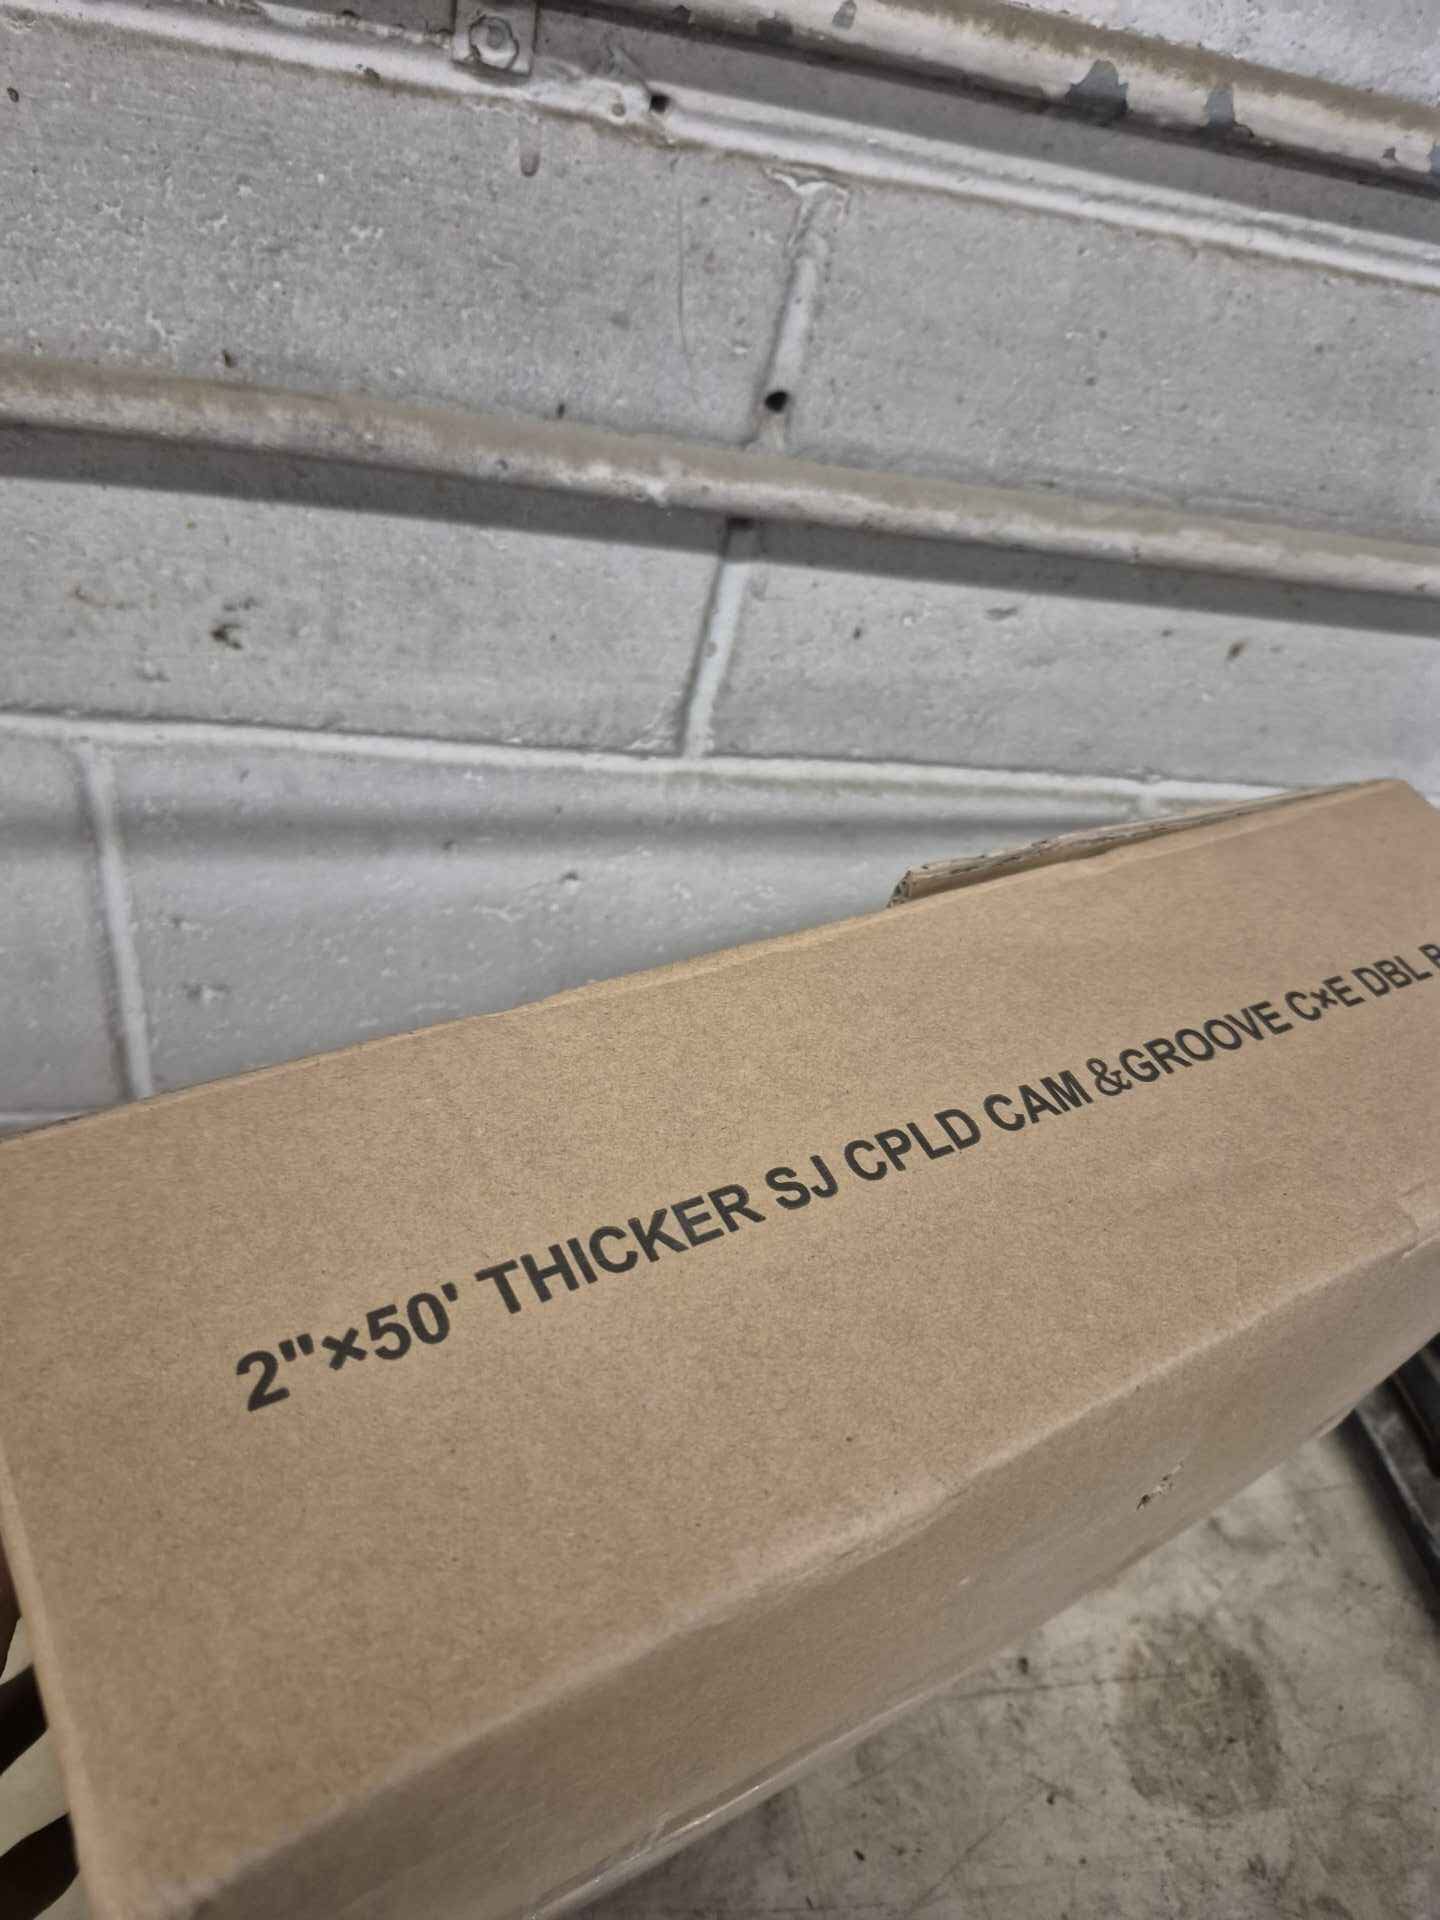 2"×50' THICKER SJ CPLD CAM &GROOVE C×E DBL